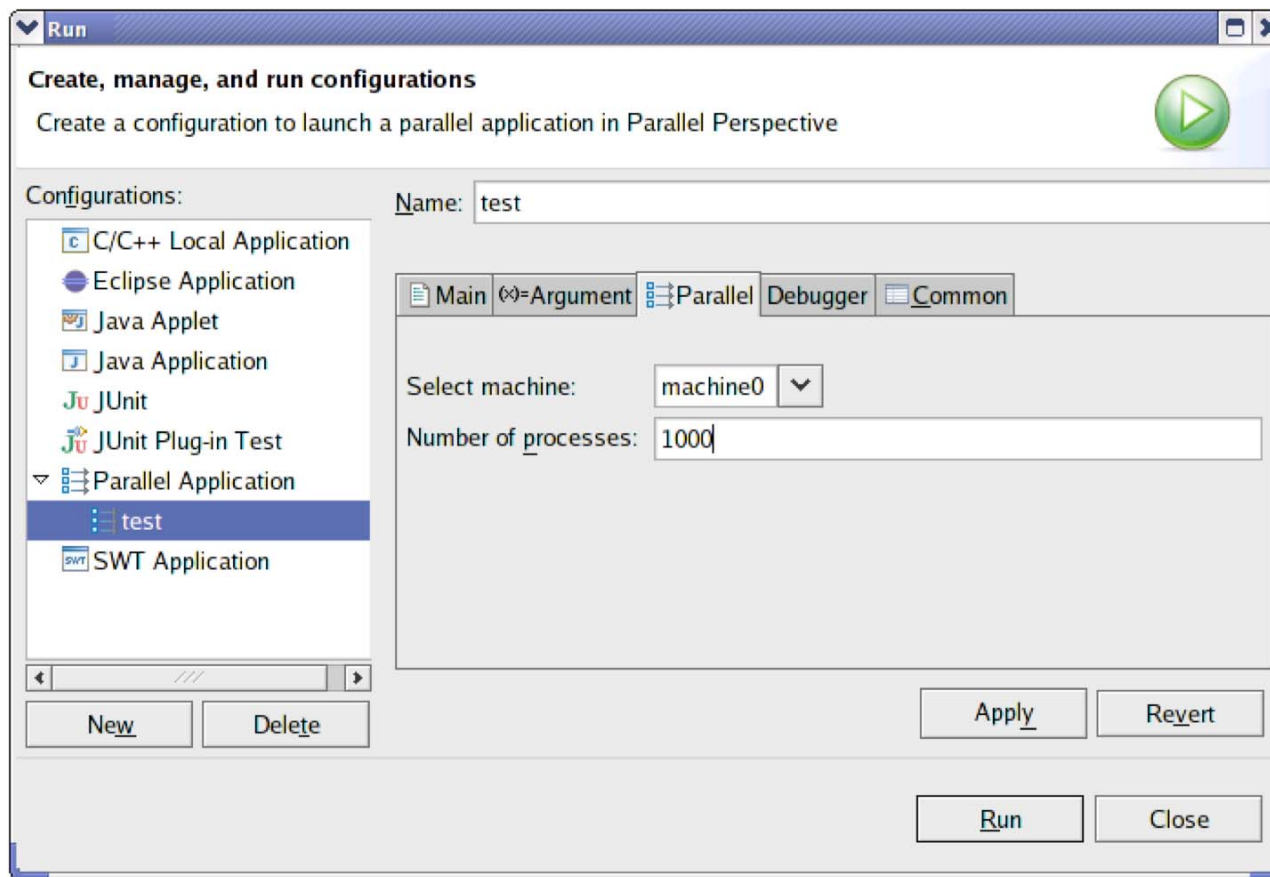 Run
Create, manage, and run configurations
Create a configuration to launch a parallel application in Parallel Perspective
Configurations:
C/C++ Local Application
Eclipse Application
Java Applet
Java Application
JUnit
JUnit Plug-in Test
Parallel Application
test
SWT Application
New
Delete
Name: test
Main (x)=Argument Parallel Debugger Common
Select machine: machine0
Number of processes: 1000
Apply
Revert
Run
Close